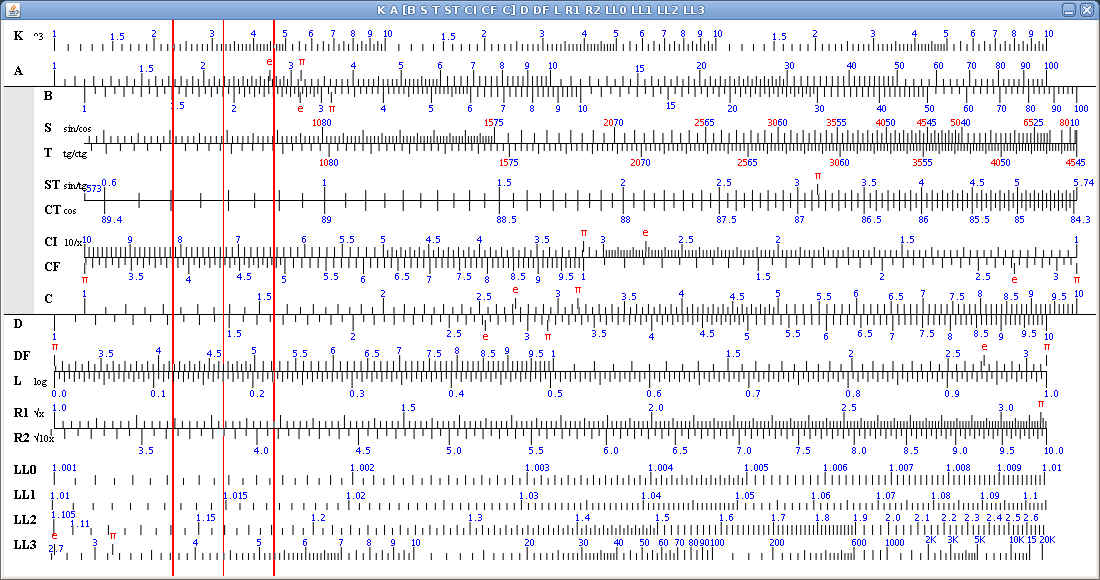 K A [B S T ST CI CF C] D DF L R1 R2 LL0 LL1 LL2 LL3
K ^3 1 1.5 2 3 4 5 6 7 8 9 10 1.5 2 3 4 5 6 7 8 9 10 1.5 2 3 4 5 6 7 8 9 10
e π
A 1 1.5 2 3 4 5 6 7 8 9 10 15 20 30 40 50 60 70 80 90 100
B 1 1.5 2 e 3 π 4 5 6 7 8 9 10 15 20 30 40 50 60 70 80 90 100
1080 1575 2070 2565 3060 3555 4050 4545 5040 6525 8010
S sin/cos
T tg/ctg
1080 1575 2070 2565 3060 3555 4050 4545
π
ST sin/tg 573 0.6 1 1.5 2 2.5 3 3.5 4 4.5 5 5.74
CT cos
89.4 89 88.5 88 87.5 87 86.5 86 85.5 85 84.3
π e
CI 10/x 10 9 8 7 6 5.5 5 4.5 4 3.5 3 2.5 2 1.5 1
CF
π 3.5 4 4.5 5 5.5 6 6.5 7 7.5 8 8.5 9 9.5 1 1.5 2 2.5 e 3 π
e π
C 1 1.5 2 2.5 3 3.5 4 4.5 5 5.5 6 6.5 7 7.5 8 8.5 9 9.5 10
D
1 1.5 2 2.5 e 3 π 3.5 4 4.5 5 5.5 6 6.5 7 7.5 8 8.5 9 9.5 10
π e π
DF 3.5 4 4.5 5 5.5 6 6.5 7 7.5 8 8.5 9 9.5 1 1.5 2 2.5 3
L log
0.0 0.1 0.2 0.3 0.4 0.5 0.6 0.7 0.8 0.9 1.0
π
R1 √x 1.0 1.5 2.0 2.5 3.0
R2 √10x
3.5 4.0 4.5 5.0 5.5 6.0 6.5 7.0 7.5 8.0 8.5 9.0 9.5 10.0
LL0 1.001 1.002 1.003 1.004 1.005 1.006 1.007 1.008 1.009 1.01
LL1 1.01 1.015 1.02 1.03 1.04 1.05 1.06 1.07 1.08 1.09 1.1
LL2 1.105 1.11 1.15 1.2 1.3 1.4 1.5 1.6 1.7 1.8 1.9 2.0 2.1 2.2 2.3 2.4 2.5 2.6
e π
LL3 2.7 3 4 5 6 7 8 9 10 20 30 40 50 60 70 80 90 100 200 600 1000 2K 3K 5K 10K 15 20K